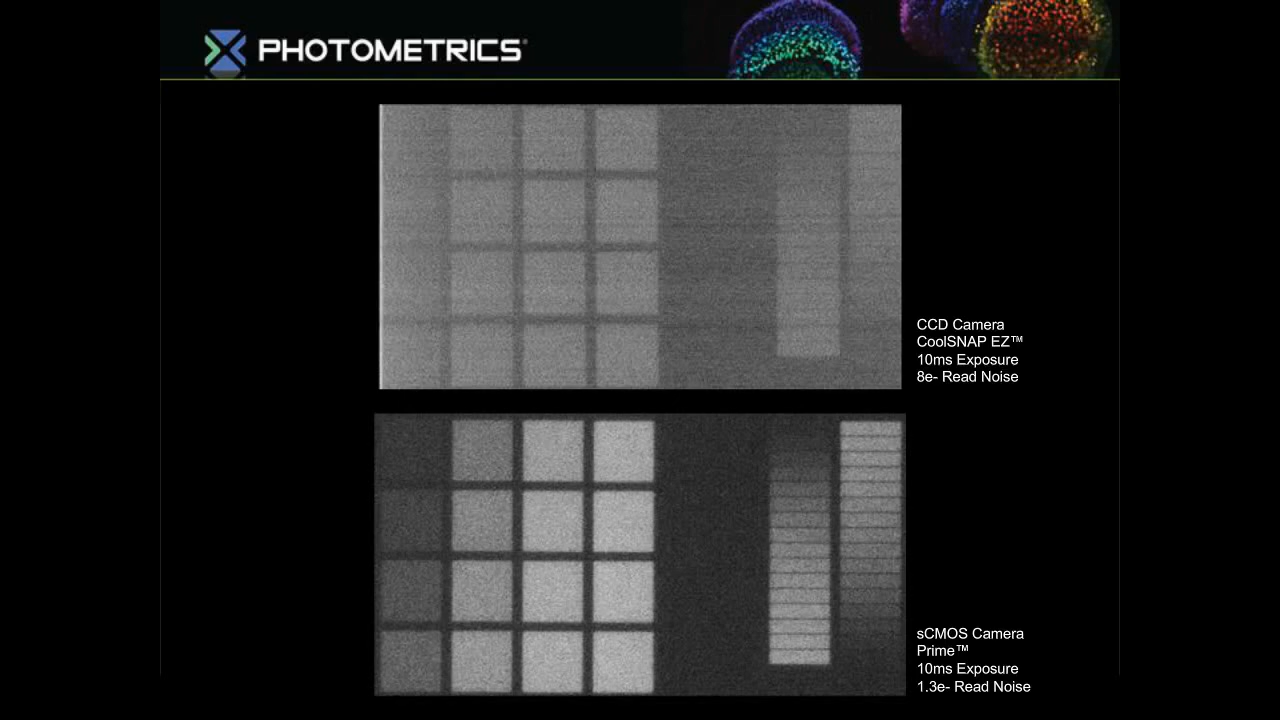 PHOTOMETRICS®
CCD Camera
CoolSNAP EZ™
10ms Exposure
8e- Read Noise
sCMOS Camera
Prime™
10ms Exposure
1.3e- Read Noise